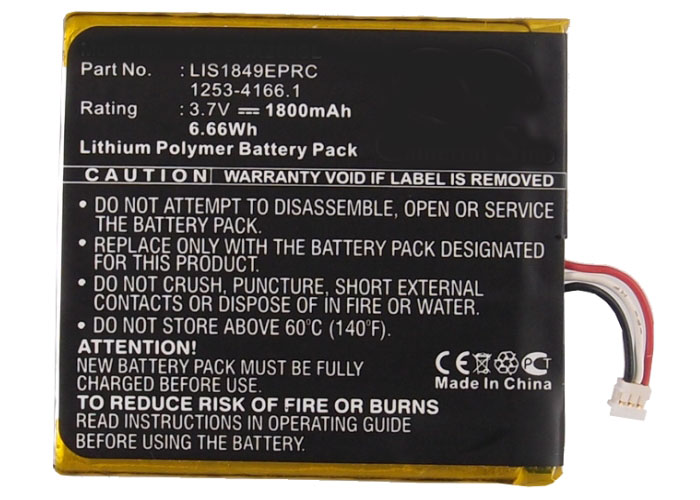 Part No. : LIS1849EPRC
1253-4166.1
Rating : 3.7V ⎓ 1800mAh
6.66Wh
Lithium Polymer Battery Pack
CAUTION WARRANTY VOID IF LABEL IS REMOVED
• DO NOT ATTEMPT TO DISASSEMBLE, OPEN OR SERVICE
THE BATTERY PACK.
• REPLACE ONLY WITH THE BATTERY PACK DESIGNATED
FOR THIS PRODUCT.
• DO NOT CRUSH, PUNCTURE, SHORT EXTERNAL
CONTACTS OR DISPOSE OF IN FIRE OR WATER.
• DO NOT STORE ABOVE 60°C (140°F).
ATTENTION:
NEW BATTERY PACK MUST BE FULLY
CHARGED BEFORE USE.
TO REDUCE RISK OF FIRE OR BURNS
READ INSTRUCTIONS IN OPERATING GUIDE
BEFORE USING BATTERY PACK.
CE PCT
Made In China